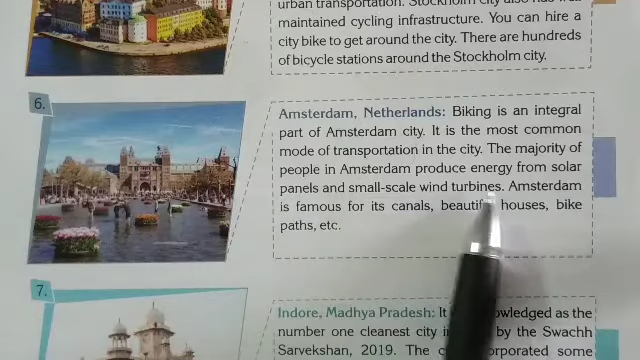 urban transportation. Stockholm city also has
maintained cycling infrastructure. You can hire a
city bike to get around the city. There are hundreds
of bicycle stations around the Stockholm city.
6.
Amsterdam, Netherlands: Biking is an integral
part of Amsterdam city. It is the most common
mode of transportation in the city. The majority of
people in Amsterdam produce energy from solar
panels and small-scale wind turbines. Amsterdam
is famous for its canals, houses, bike
paths, etc.
7.
Indore, Madhya Pradesh: It as the
number one cleanest city by the Swachh
Sarvekshan, 2019. The some